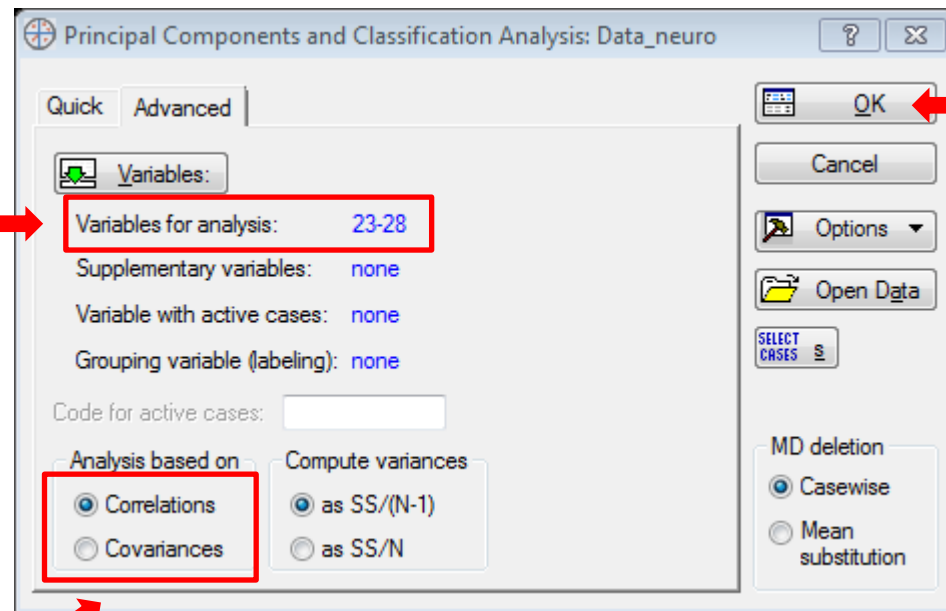 Principal Components and Classification Analysis: Data_neuro
Quick Advanced
OK
Variables:
Cancel
Variables for analysis: 23-28
Options
Supplementary variables: none
Open Data
Variable with active cases: none
SELECT CASES S
Grouping variable (labeling): none
Code for active cases:
Analysis based on
Correlations
Covariances
Compute variances
as SS/(N-1)
as SS/N
MD deletion
Casewise
Mean
substitution